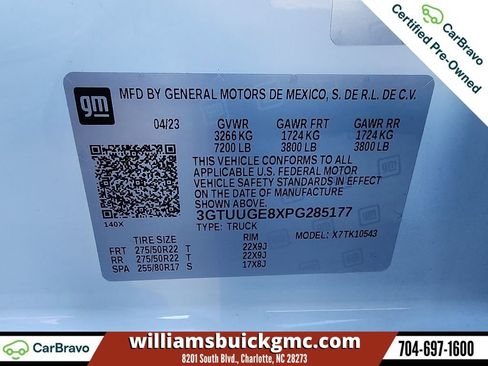 CarBravo
Certified Pre-Owned
gm
MFD BY GENERAL MOTORS DE MEXICO, S. DE R.L. DE C.V.
04/23 GVWR GAWR FRT GAWR RR
3266 KG 1724 KG 1724 KG
7200 LB 3800 LB 3800 LB
THIS VEHICLE CONFORMS TO ALL
APPLICABLE U.S. FEDERAL MOTOR
VEHICLE SAFETY STANDARDS IN EFFECT
ON THE DATE OF MANUFACTURE
SHOWN ABOVE.
3GTUUGE8XPG285177
140X
TYPE: TRUCK MODEL: X7TK10543
TIRE SIZE RIM
FRT 275/50R22 T 22X9J
RR 275/50R22 T 22X9J
SPA 255/80R17 S 17X8J
CarBravo
williamsbuickgmc.com
8201 South Blvd., Charlotte, NC 28273
704-697-1600